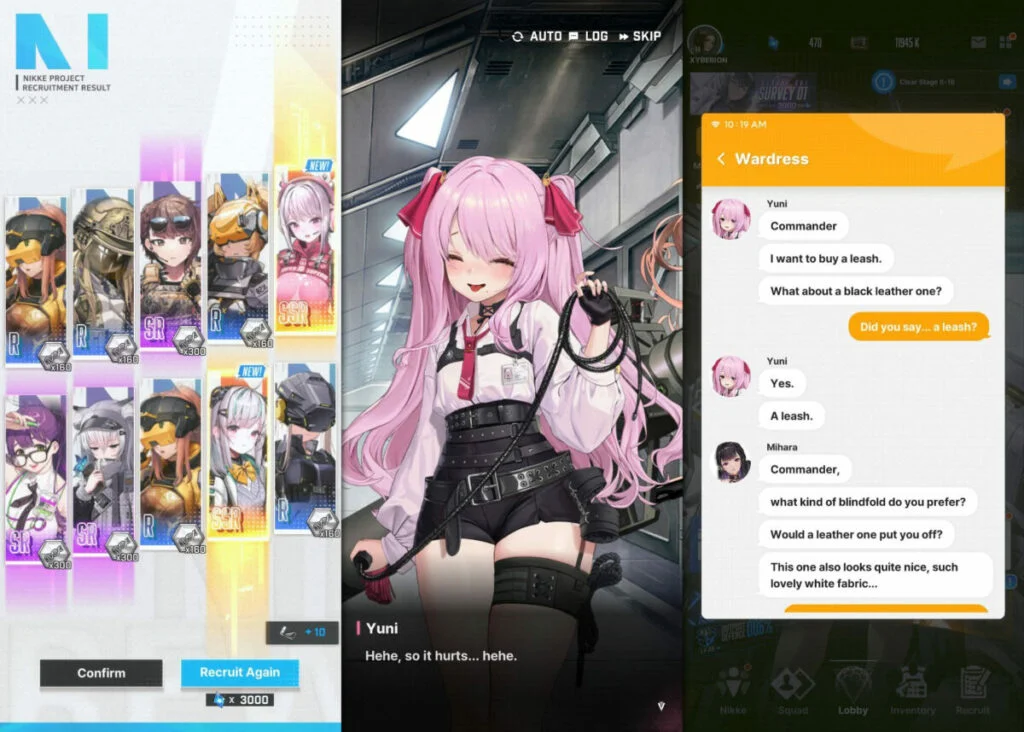 NI
NIKKE PROJECT
RECRUITMENT RESULT
NEW!
R
x160
R
x160
SR
x300
R
x160
SSR
NEW!
SR
x300
SR
x300
R
x160
SSR
R
x160
+10
Confirm
Recruit Again
x 3000
AUTO
LOG
SKIP
Yuni
Hehe, so it hurts... hehe.
XYBERION
470
11945 K
SURVEY 01
Clear Stage 8-18
10:19 AM
Wardress
Yuni
Commander
I want to buy a leash.
What about a black leather one?
Did you say... a leash?
Yuni
Yes.
A leash.
Mihara
Commander,
what kind of blindfold do you prefer?
Would a leather one put you off?
This one also looks quite nice, such
lovely white fabric...
Nikke
Squad
Lobby
Inventory
Recruit